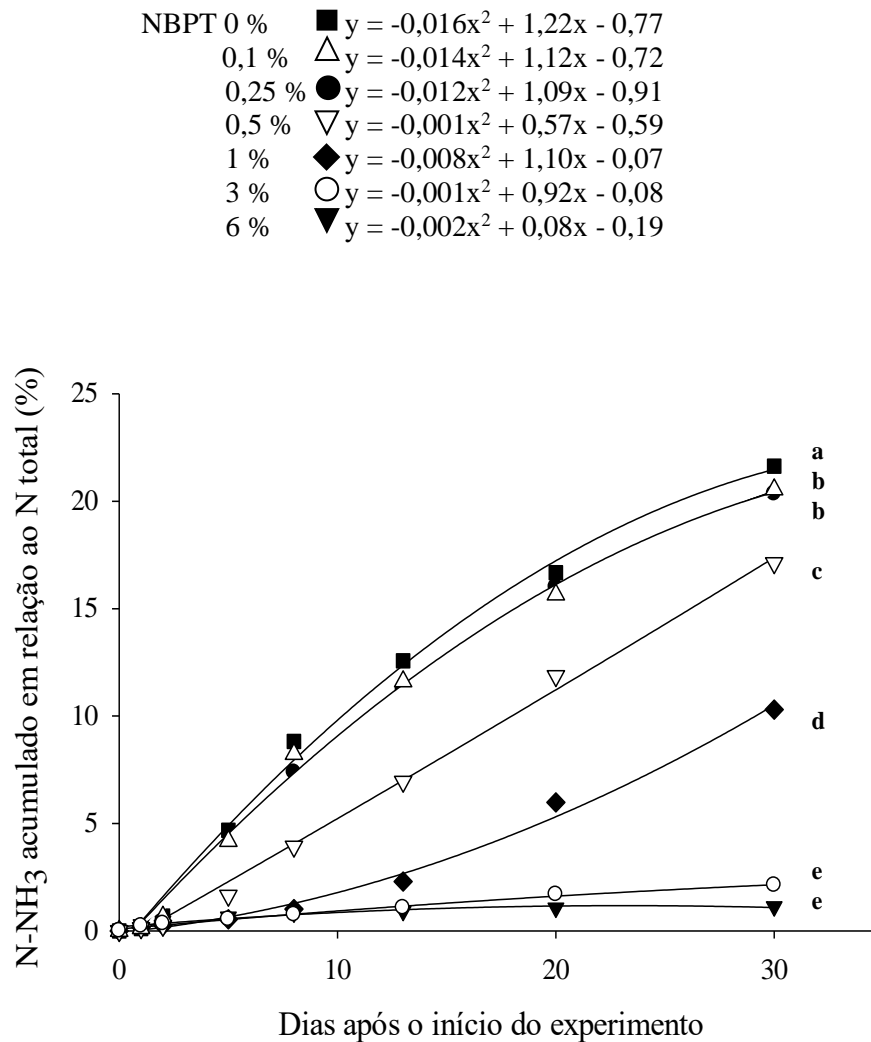 NBPT 0 % ■ y = -0,016x² + 1,22x - 0,77
0,1 % △ y = -0,014x² + 1,12x - 0,72
0,25 % ● y = -0,012x² + 1,09x - 0,91
0,5 % ▽ y = -0,001x² + 0,57x - 0,59
1 % ◆ y = -0,008x² + 1,10x - 0,07
3 % ○ y = -0,001x² + 0,92x - 0,08
6 % ▼ y = -0,002x² + 0,08x - 0,19
N-NH₃ acumulado em relação ao N total (%)
25
20
15
10
5
0
a
b
b
c
d
e
e
0 10 20 30
Dias após o início do experimento